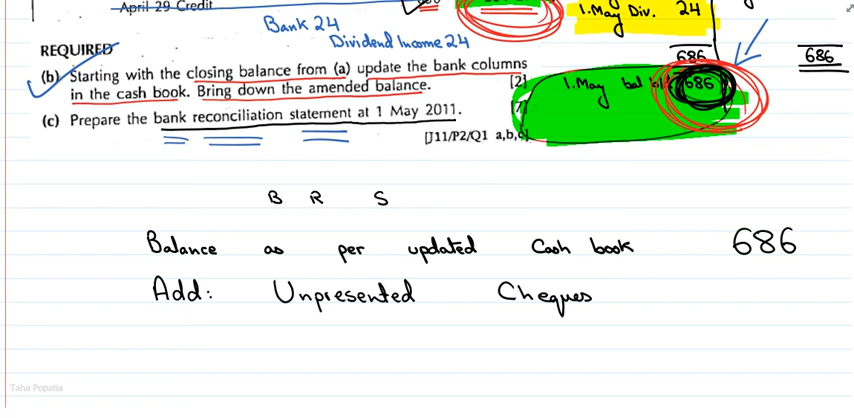 April 29 Credit
Bank 24
Dividend Income 24
1.May Div. 24
686
686
REQUIRED
(b) Starting with the closing balance from (a) update the bank columns
in the cash book. Bring down the amended balance. [2]
1.May bal 686
(c) Prepare the bank reconciliation statement at 1 May 2011. [7]
[J11/P2/Q1 a,b,c]
B R S
Balance as per updated Cash book 686
Add: Unpresented Cheques
Taha Popatia